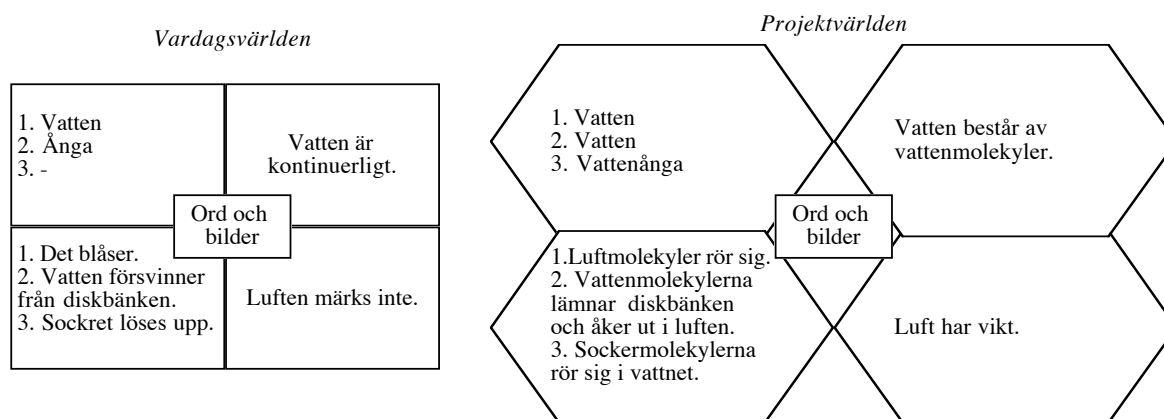 Vardagsvärlden
1. Vatten
2. Ånga
3. -
Vatten är
kontinuerligt.
Ord och
bilder
1. Det blåser.
2. Vatten försvinner
från diskbänken.
3. Sockret löses upp.
Luften märks inte.
Projektvärlden
1. Vatten
2. Vatten
3. Vattenånga
Vatten består av
vattenmolekyler.
Ord och
bilder
1.Luftmolekyler rör sig.
2. Vattenmolekylerna
lämnar diskbänken
och åker ut i luften.
3. Sockermolekylerna
rör sig i vattnet.
Luft har vikt.